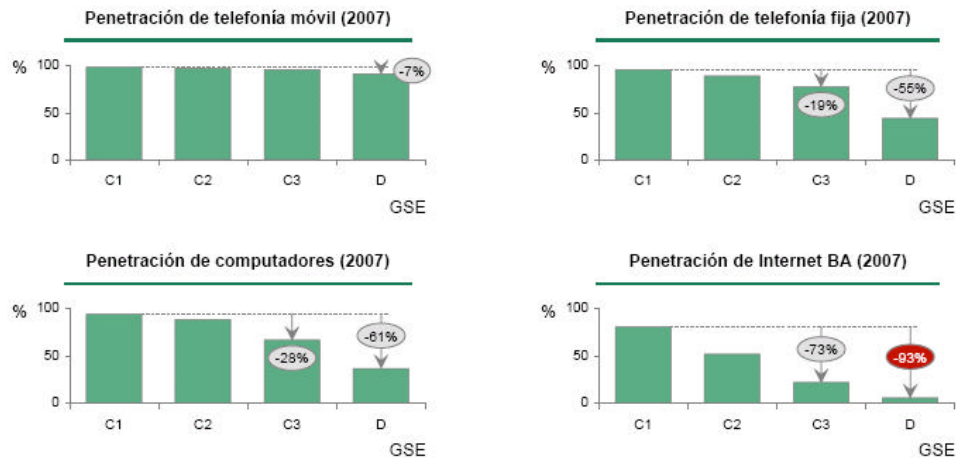 Penetración de telefonía móvil (2007)
%
100
50
0
-7%
C1 C2 C3 D
GSE
Penetración de telefonía fija (2007)
%
100
50
0
-19%
-55%
C1 C2 C3 D
GSE
Penetración de computadores (2007)
%
100
50
0
-28%
-61%
C1 C2 C3 D
GSE
Penetración de Internet BA (2007)
%
100
50
0
-73%
-93%
C1 C2 C3 D
GSE